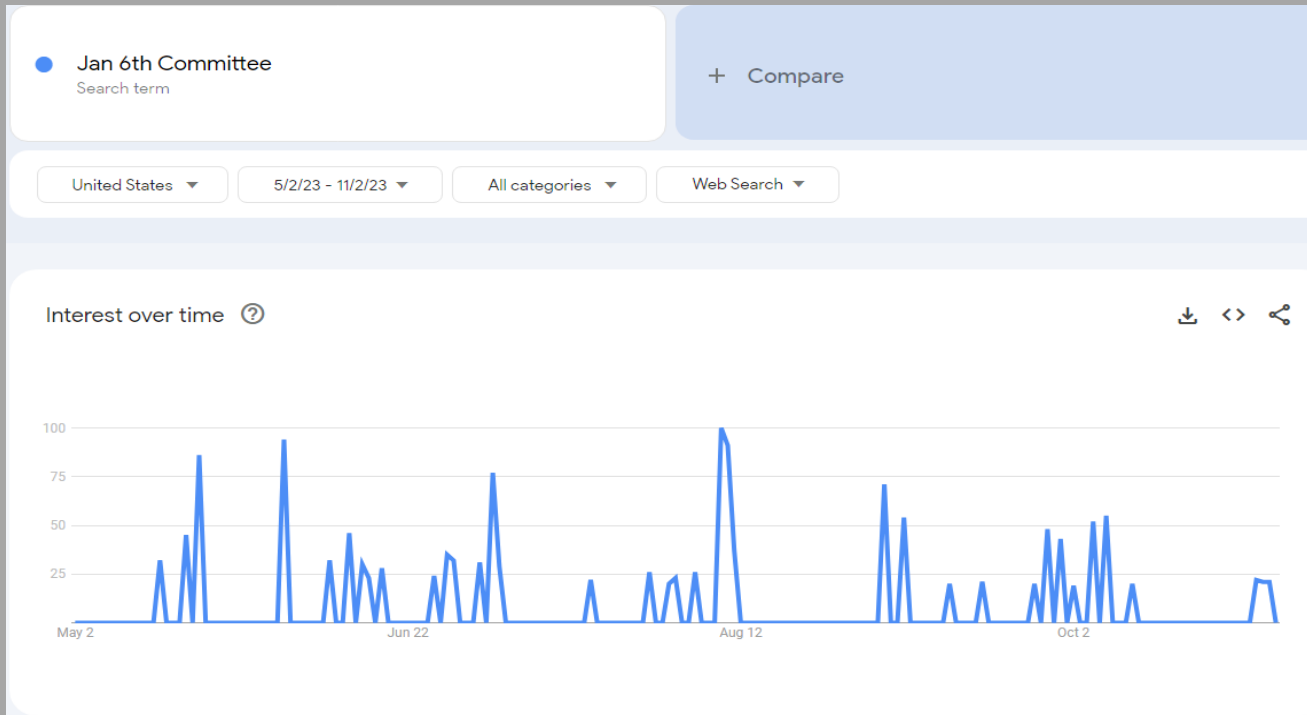 Jan 6th Committee
Search term
+ Compare
United States
5/2/23 - 11/2/23
All categories
Web Search
Interest over time ?
100
75
50
25
May 2 Jun 22 Aug 12 Oct 2